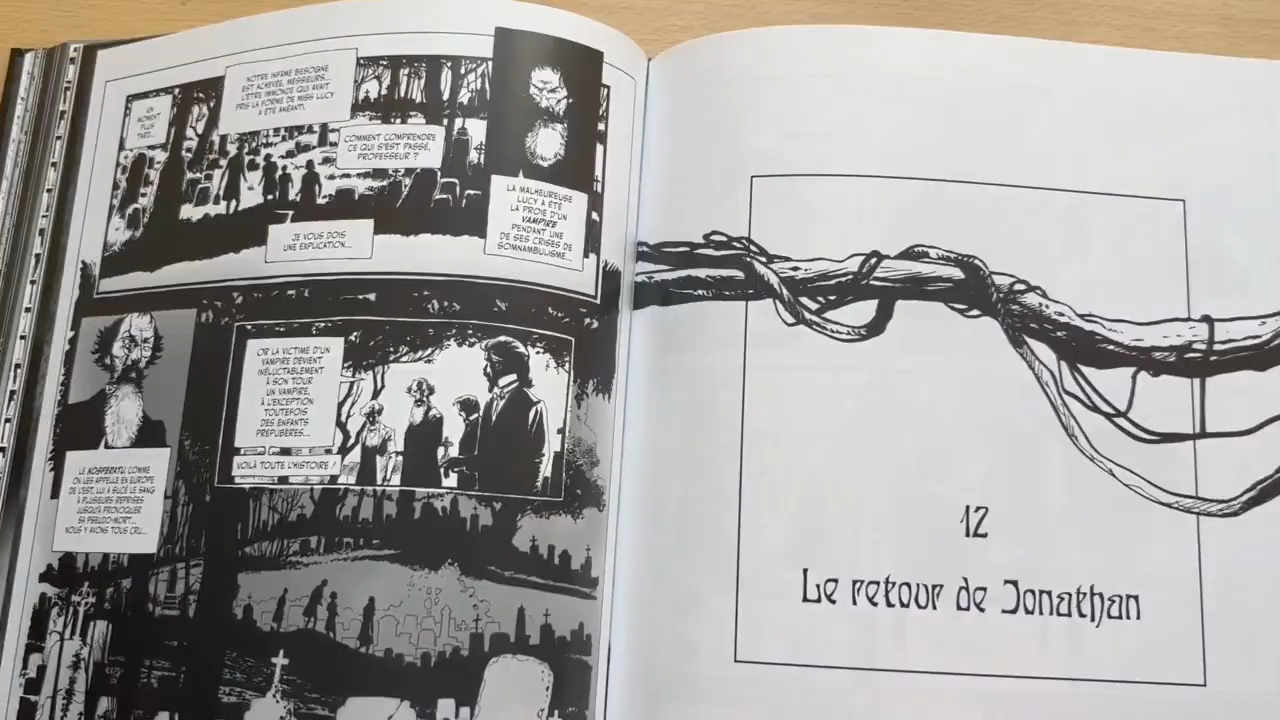 UN
MOMENT
PLUS
TARD...
NOTRE INFÂME BESOGNE
EST ACHEVÉE, MESSIEURS...
L'ÊTRE IMMONDE QUI AVAIT
PRIS LA FORME DE MISS LUCY
A ÉTÉ ANÉANTI.
COMMENT COMPRENDRE
CE QUI S'EST PASSÉ,
PROFESSEUR ?
JE VOUS DOIS
UNE EXPLICATION...
LA MALHEUREUSE
LUCY A ÉTÉ
LA PROIE D'UN
VAMPIRE
PENDANT UNE
DE SES CRISES DE
SOMNAMBULISME...
LE NOSFERATU, COMME
ON LES APPELLE EN EUROPE
DE L'EST, LUI A SUCÉ LE SANG
À PLUSIEURS REPRISES
JUSQU'À PROVOQUER
SA PSEUDO-MORT...
NOUS Y AVONS TOUS CRU...
OR LA VICTIME D'UN
VAMPIRE DEVIENT
INÉLUCTABLEMENT
À SON TOUR
UN VAMPIRE,
À L'EXCEPTION
TOUTEFOIS
DES ENFANTS
PRÉPUBÈRES...
VOILÀ TOUTE L'HISTOIRE !
12
Le retour de Jonathan